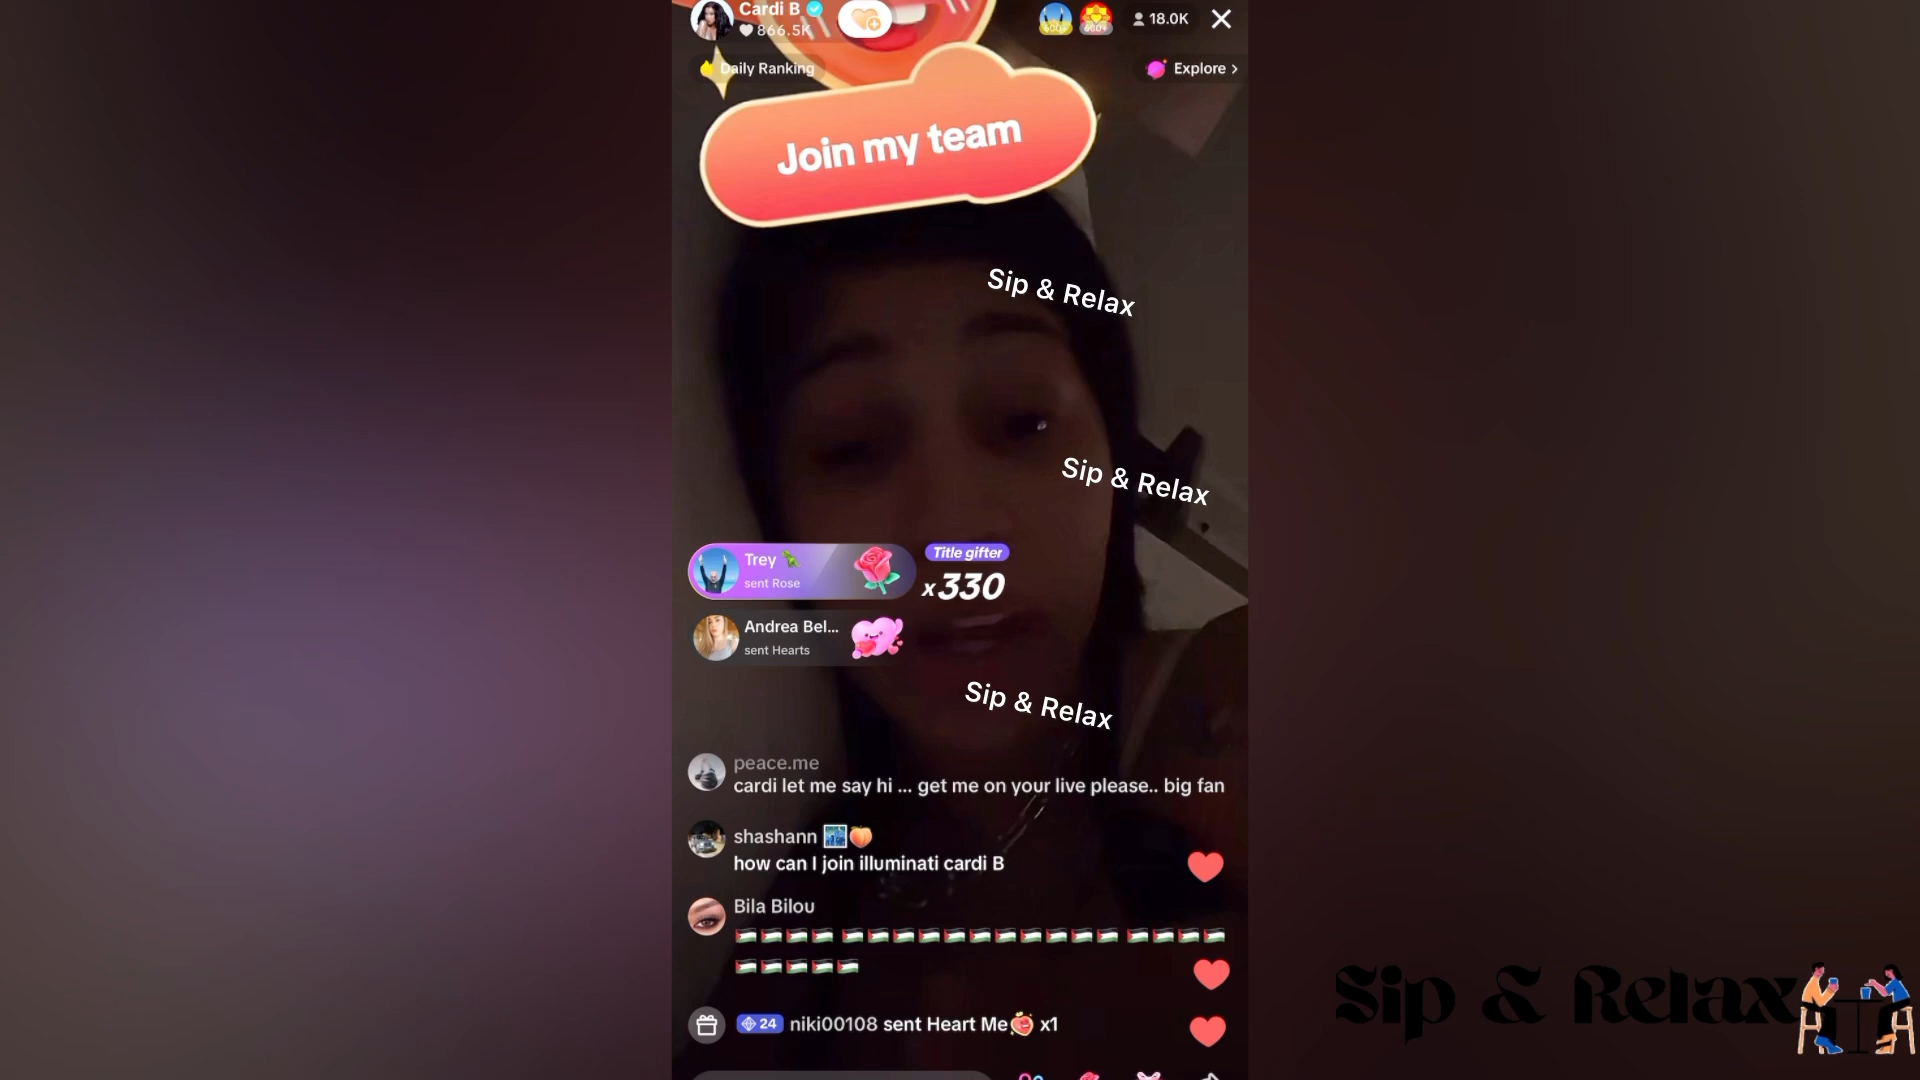 Cardi B
866.5K
18.0K
600+
Daily Ranking
Explore >
Join my team
Sip & Relax
Sip & Relax
Trey
sent Rose
Title gifter
x330
Andrea Bel...
sent Hearts
Sip & Relax
peace.me
cardi let me say hi ... get me on your live please.. big fan
shashann
how can I join illuminati cardi B
Bila Bilou
24 niki00108 sent Heart Me x1
Sip & Relax